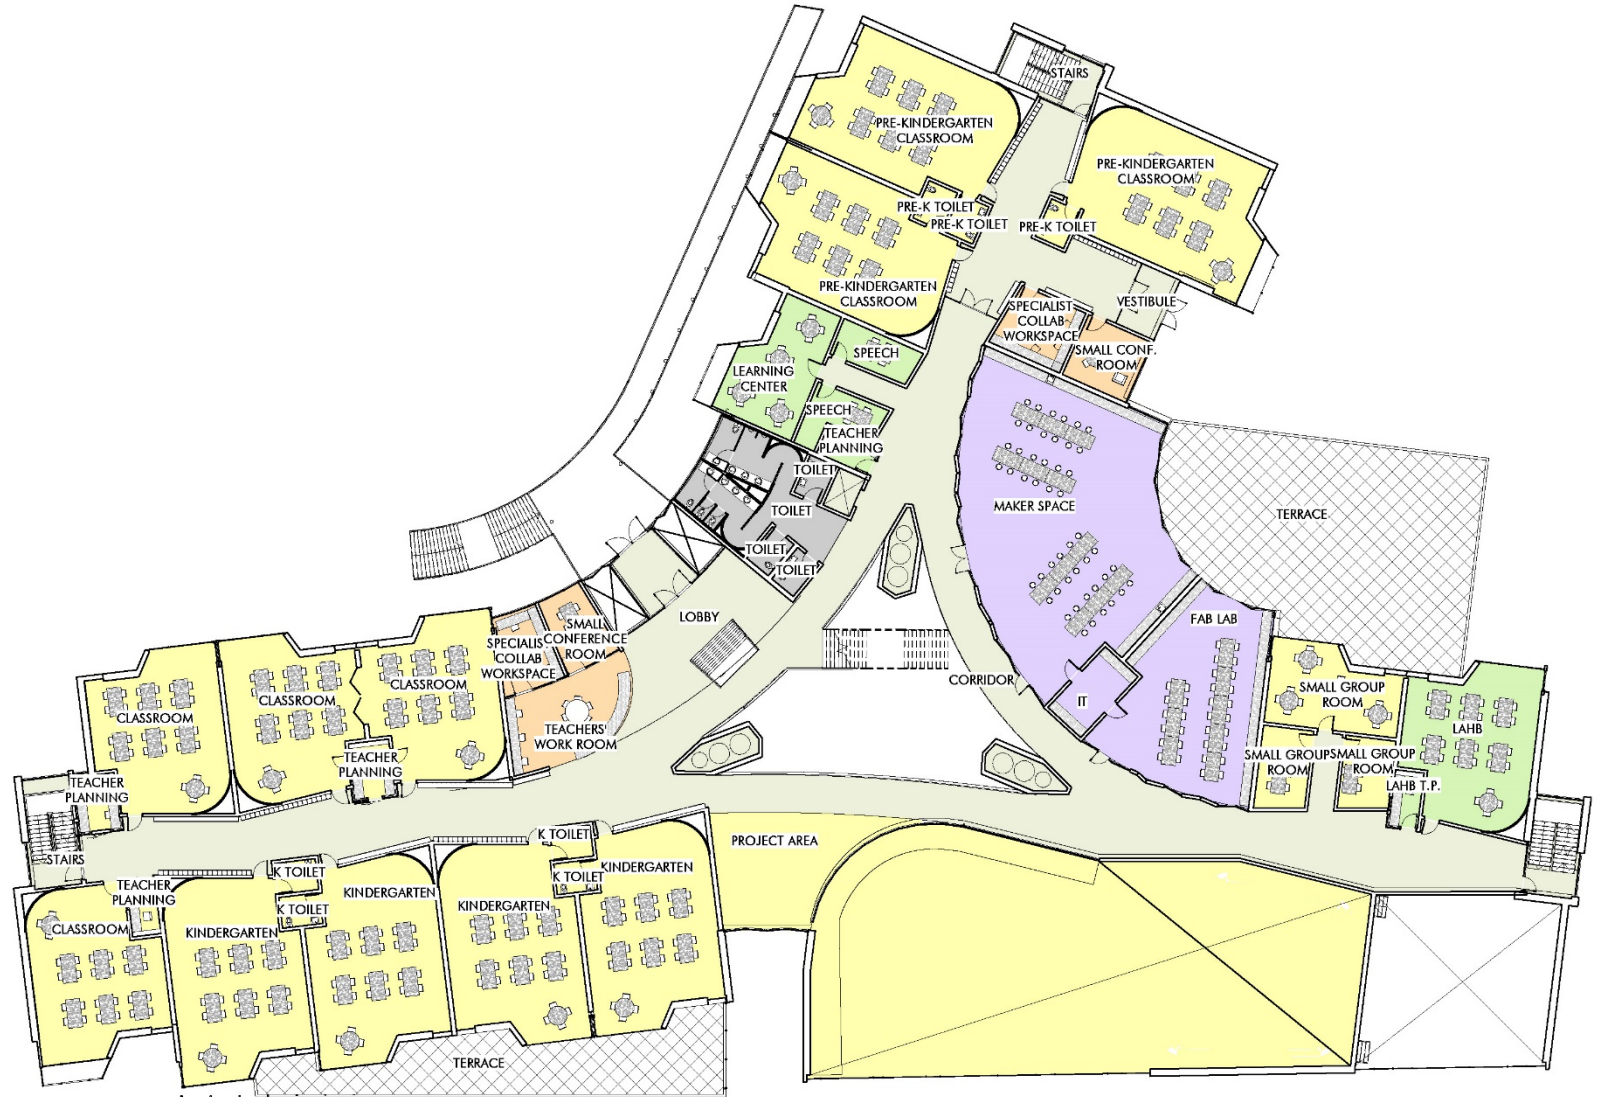 STAIRS
PRE-KINDERGARTEN
CLASSROOM
PRE-KINDERGARTEN
CLASSROOM
PRE-K TOILET
PRE-K TOILET
PRE-K TOILET
PRE-KINDERGARTEN
CLASSROOM
VESTIBULE
SPECIALIST
COLLAB
WORKSPACE
SMALL CONF.
ROOM
SPEECH
LEARNING
CENTER
SPEECH
TEACHER
PLANNING
TOILET
TOILET
TOILET
TOILET
MAKER SPACE
TERRACE
LOBBY
SMALL
CONFERENCE
ROOM
SPECIALIS
COLLAB
WORKSPACE
TEACHERS'
WORK ROOM
FAB LAB
CORRIDOR
IT
SMALL GROUP
ROOM
LAHB
SMALL GROUP
ROOM
SMALL GROUP
ROOM
LAHB T.P.
CLASSROOM
CLASSROOM
CLASSROOM
TEACHER
PLANNING
TEACHER
PLANNING
PROJECT AREA
STAIRS
K TOILET
K TOILET
K TOILET
K TOILET
TEACHER
PLANNING
CLASSROOM
KINDERGARTEN
KINDERGARTEN
KINDERGARTEN
KINDERGARTEN
TERRACE